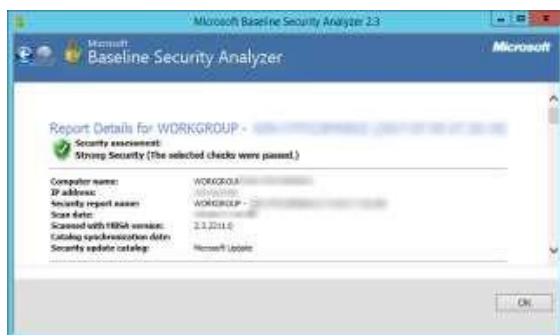 Microsoft Baseline Security Analyzer 2.3
Microsoft
Baseline Security Analyzer
Microsoft
Report Details for WORKGROUP -
Security assessment:
Strong Security (The selected checks were passed.)
Computer name: WORKGROUP
IP address:
Security report name: WORKGROUP -
Scan date:
Scanned with MBSA version: 2.3.2211.0
Catalog synchronization date:
Security update catalog: Microsoft Update
OK